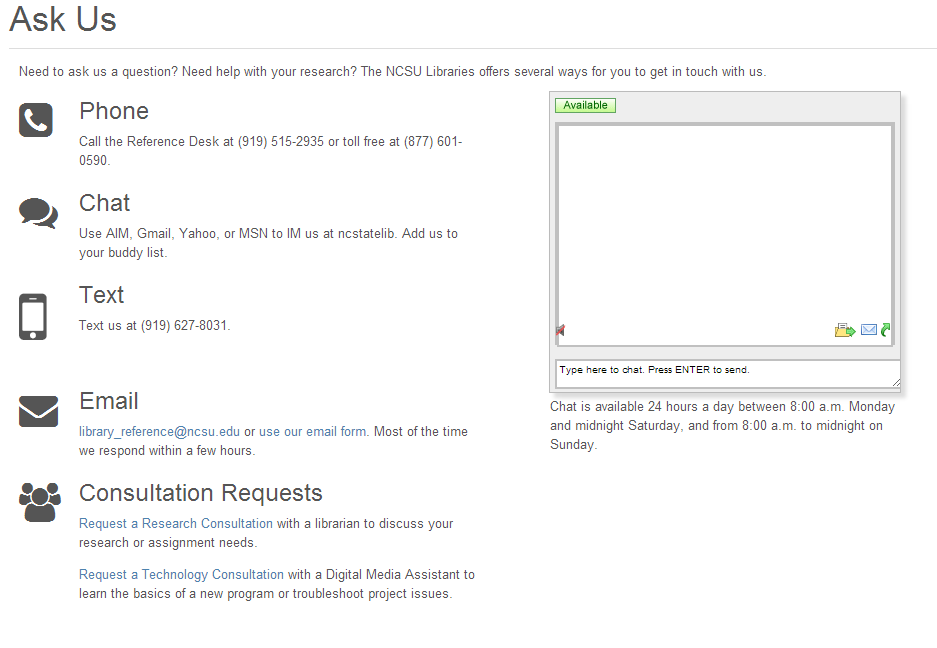 Ask Us
Need to ask us a question? Need help with your research? The NCSU Libraries offers several ways for you to get in touch with us.
Phone
Call the Reference Desk at (919) 515-2935 or toll free at (877) 601-
0590.
Chat
Use AIM, Gmail, Yahoo, or MSN to IM us at ncstatelib. Add us to
your buddy list.
Text
Text us at (919) 627-8031.
Email
library_reference@ncsu.edu or use our email form. Most of the time
we respond within a few hours.
Consultation Requests
Request a Research Consultation with a librarian to discuss your
research or assignment needs.
Request a Technology Consultation with a Digital Media Assistant to
learn the basics of a new program or troubleshoot project issues.
Available
Type here to chat. Press ENTER to send.
Chat is available 24 hours a day between 8:00 a.m. Monday
and midnight Saturday, and from 8:00 a.m. to midnight on
Sunday.